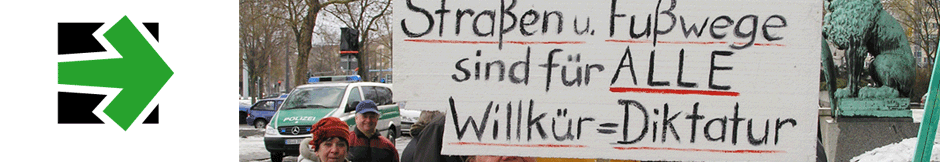 Straßen u. Fußwege
sind für ALLE
Willkür=Diktatur
POLIZEI